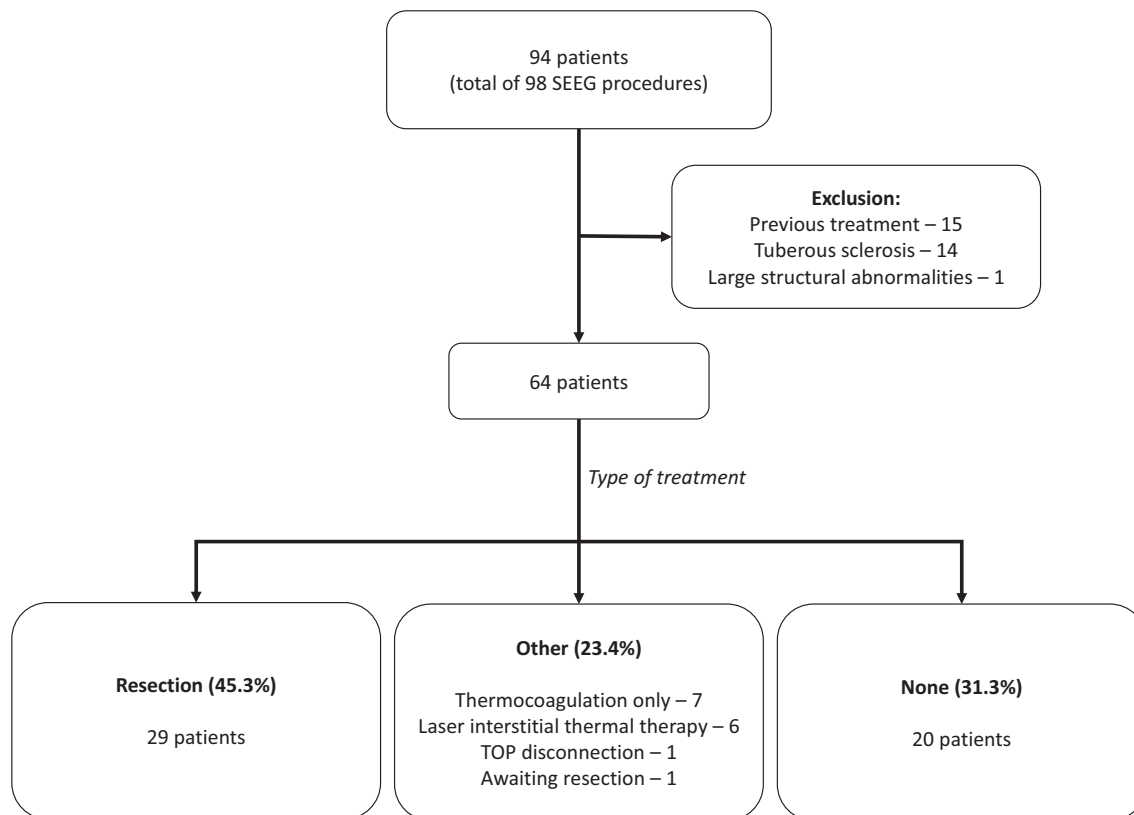 94 patients
(total of 98 SEEG procedures)
Exclusion:
Previous treatment – 15
Tuberous sclerosis – 14
Large structural abnormalities – 1
64 patients
Type of treatment
Resection (45.3%)
29 patients
Other (23.4%)
Thermocoagulation only – 7
Laser interstitial thermal therapy – 6
TOP disconnection – 1
Awaiting resection – 1
None (31.3%)
20 patients